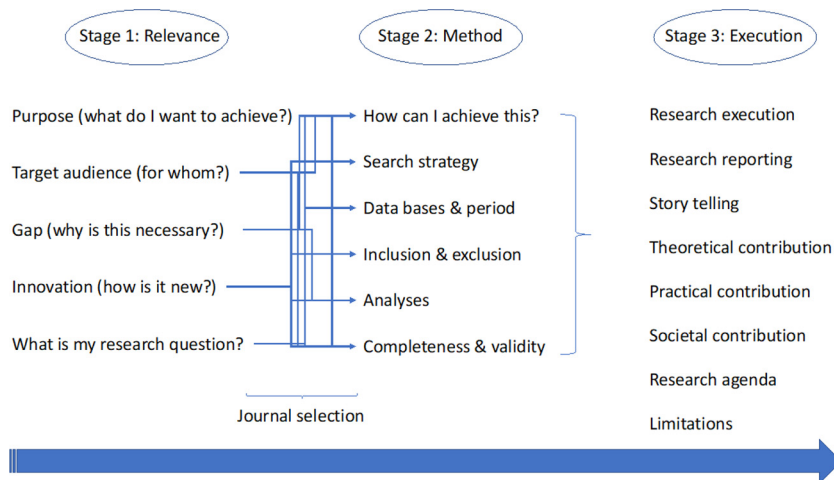 Stage 1: Relevance
Stage 2: Method
Stage 3: Execution
Purpose (what do I want to achieve?)
Target audience (for whom?)
Gap (why is this necessary?)
Innovation (how is it new?)
What is my research question?
How can I achieve this?
Search strategy
Data bases & period
Inclusion & exclusion
Analyses
Completeness & validity
Journal selection
Research execution
Research reporting
Story telling
Theoretical contribution
Practical contribution
Societal contribution
Research agenda
Limitations